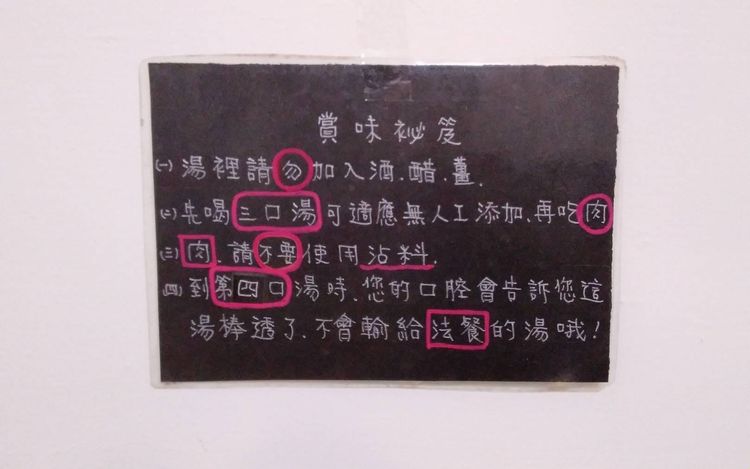 賞味祕笈
㈠湯裡請勿加入酒.醋.薑.
㈡先喝三口湯可適應無人工添加.再吃肉
㈢肉.請不要使用沾料.
㈣到第四口湯時.您的口腔會告訴您這
湯棒透了.不會輸給法餐的湯哦!